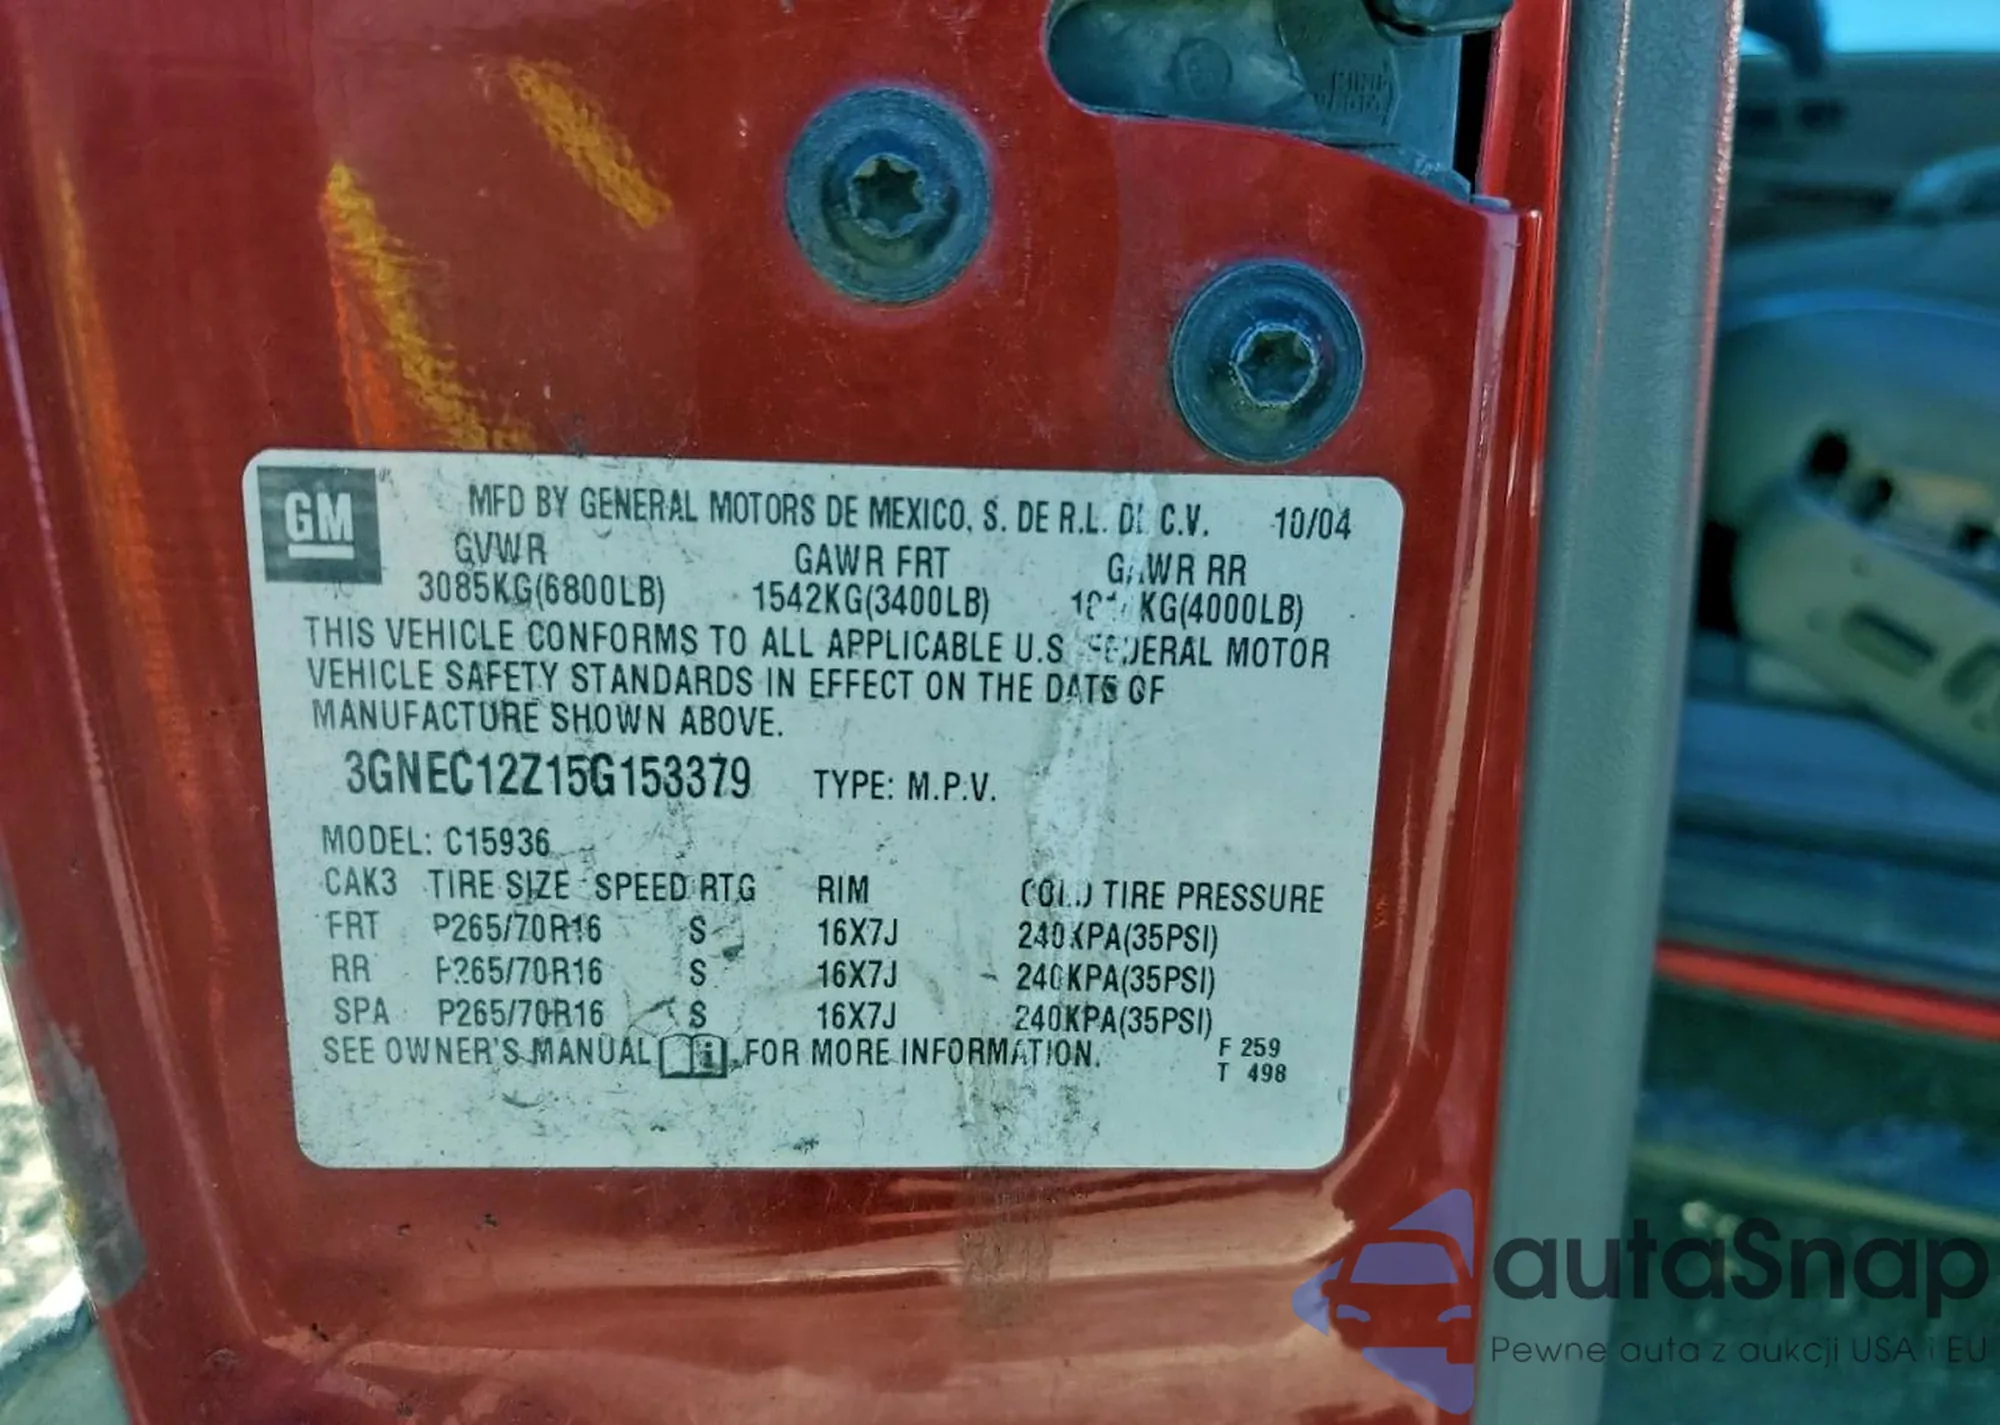 GM
MFD BY GENERAL MOTORS DE MEXICO, S. DE R.L. DE C.V. 10/04
GVWR GAWR FRT GAWR RR
3085KG(6800LB) 1542KG(3400LB) 1814KG(4000LB)
THIS VEHICLE CONFORMS TO ALL APPLICABLE U.S. FEDERAL MOTOR
VEHICLE SAFETY STANDARDS IN EFFECT ON THE DATE OF
MANUFACTURE SHOWN ABOVE.
3GNEC12Z15G153379 TYPE: M.P.V.
MODEL: C15936
CAK3 TIRE SIZE SPEED RTG RIM COLD TIRE PRESSURE
FRT P265/70R16 S 16X7J 240KPA(35PSI)
RR P265/70R16 S 16X7J 240KPA(35PSI)
SPA P265/70R16 S 16X7J 240KPA(35PSI)
SEE OWNER'S MANUAL FOR MORE INFORMATION.
F 259
T 498
autaSnap
Pewne auta z aukcji USA i EU